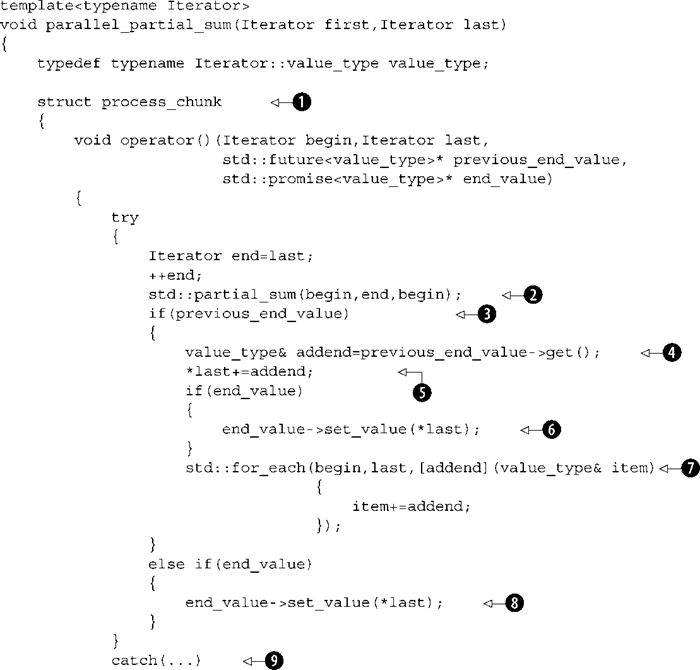 template<typename Iterator>
void parallel_partial_sum(Iterator first,Iterator last)
{
    typedef typename Iterator::value_type value_type;

    struct process_chunk 1
    {
        void operator()(Iterator begin,Iterator last,
                        std::future<value_type>* previous_end_value,
                        std::promise<value_type>* end_value)
        {
            try
            {
                Iterator end=last;
                ++end;
                std::partial_sum(begin,end,begin); 2
                if(previous_end_value) 3
                {
                    value_type& addend=previous_end_value->get(); 4
                    *last+=addend; 5
                    if(end_value)
                    {
                        end_value->set_value(*last); 6
                    }
                    std::for_each(begin,last,[addend](value_type& item) 7
                                  {
                                      item+=addend;
                                  });
                }
                else if(end_value)
                {
                    end_value->set_value(*last); 8
                }
            }
            catch(...) 9